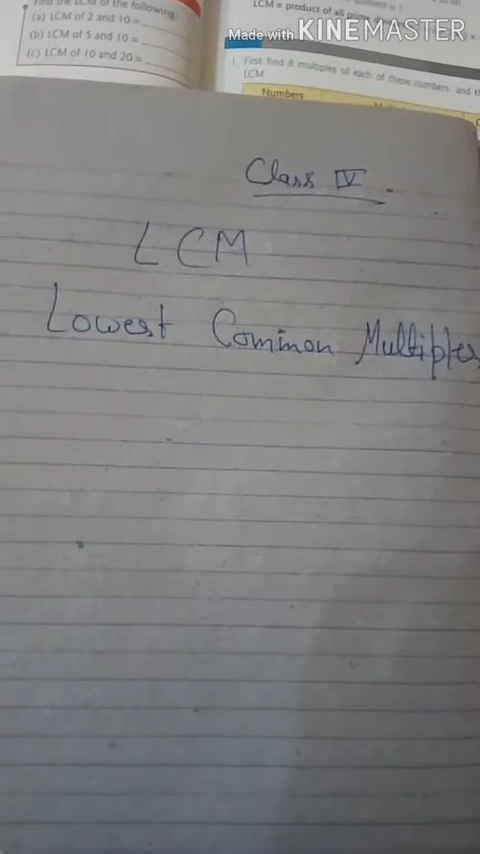 Find the LCM of the following.
(a) LCM of 2 and 10 =
(b) LCM of 5 and 10 =
(c) LCM of 10 and 20 =
LCM = product of all
Made with KINEMASTER
1 First find 8 multiples of each of these numbers, and
LCM
Numbers
Class IV
LCM
Lowest Common Multiples